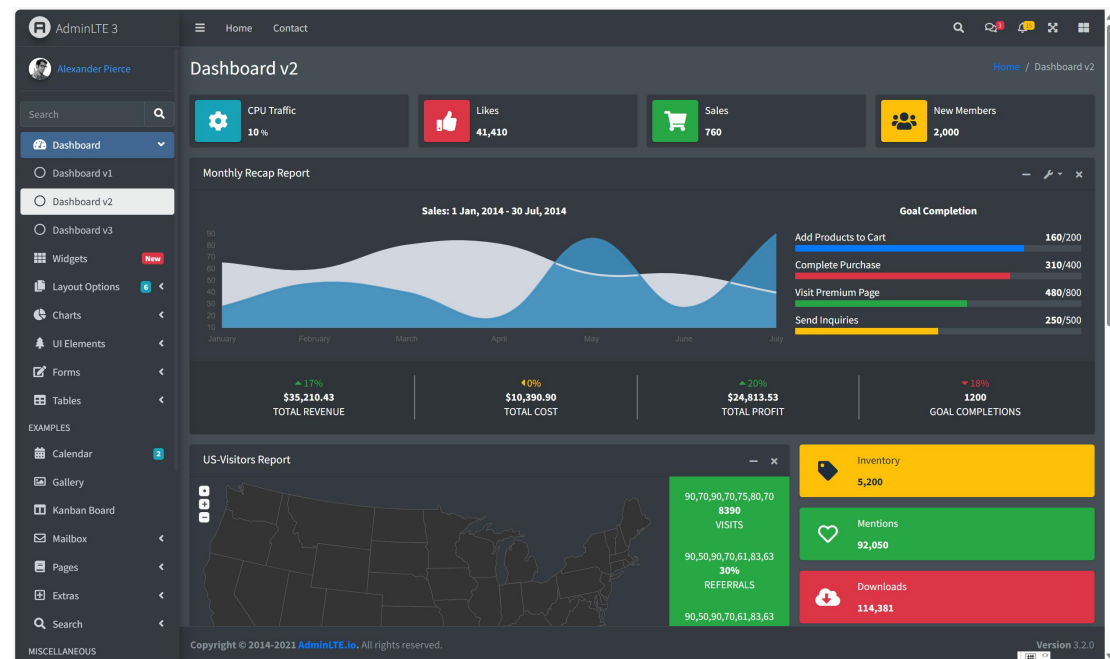 AdminLTE 3
Home Contact
3
15
Alexander Pierce
Search
Dashboard
Dashboard v1
Dashboard v2
Dashboard v3
Widgets New
Layout Options 6
Charts
UI Elements
Forms
Tables
EXAMPLES
Calendar 2
Gallery
Kanban Board
Mailbox
Pages
Extras
Search
MISCELLANEOUS
Dashboard v2
Home / Dashboard v2
CPU Traffic
10 %
Likes
41,410
Sales
760
New Members
2,000
Monthly Recap Report
Sales: 1 Jan, 2014 - 30 Jul, 2014
90
80
70
60
50
40
30
20
10
January February March April May June July
Goal Completion
Add Products to Cart 160/200
Complete Purchase 310/400
Visit Premium Page 480/800
Send Inquiries 250/500
17%
$35,210.43
TOTAL REVENUE
0%
$10,390.90
TOTAL COST
20%
$24,813.53
TOTAL PROFIT
18%
1200
GOAL COMPLETIONS
US-Visitors Report
90,70,90,70,75,80,70
8390
VISITS
90,50,90,70,61,83,63
30%
REFERRALS
90,50,90,70,61,83,63
Inventory
5,200
Mentions
92,050
Downloads
114,381
Copyright © 2014-2021 AdminLTE.io. All rights reserved.
Version 3.2.0